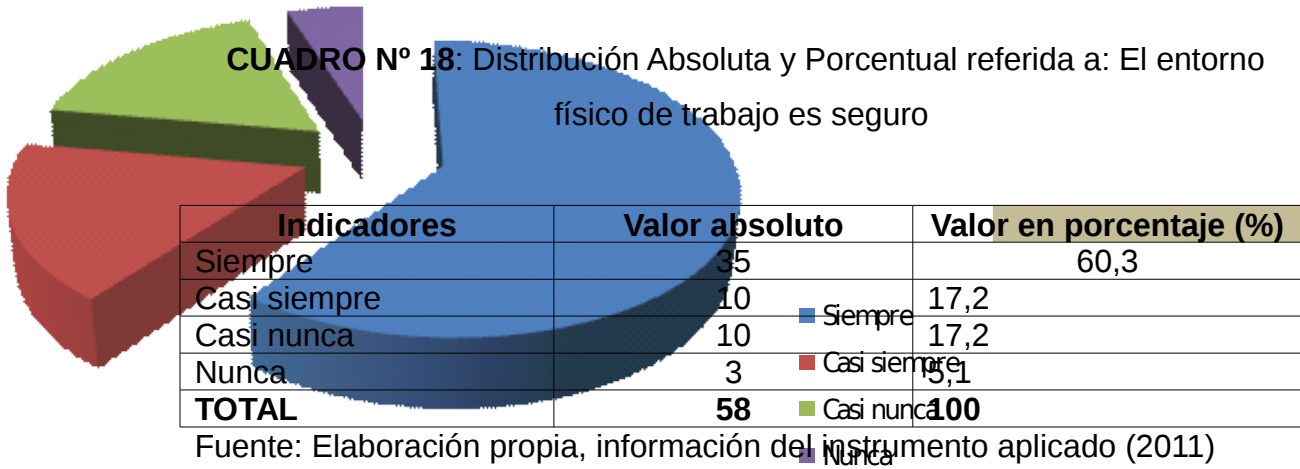 CUADRO Nº 18: Distribución Absoluta y Porcentual referida a: El entorno
físico de trabajo es seguro
Indicadores Valor absoluto Valor en porcentaje (%)
Siempre 35 60,3
Casi siempre 10 17,2
Casi nunca 10 17,2
Nunca 3 5,1
TOTAL 58 100
Fuente: Elaboración propia, información del instrumento aplicado (2011)
Siempre
Casi siempre
Casi nunca
Nunca